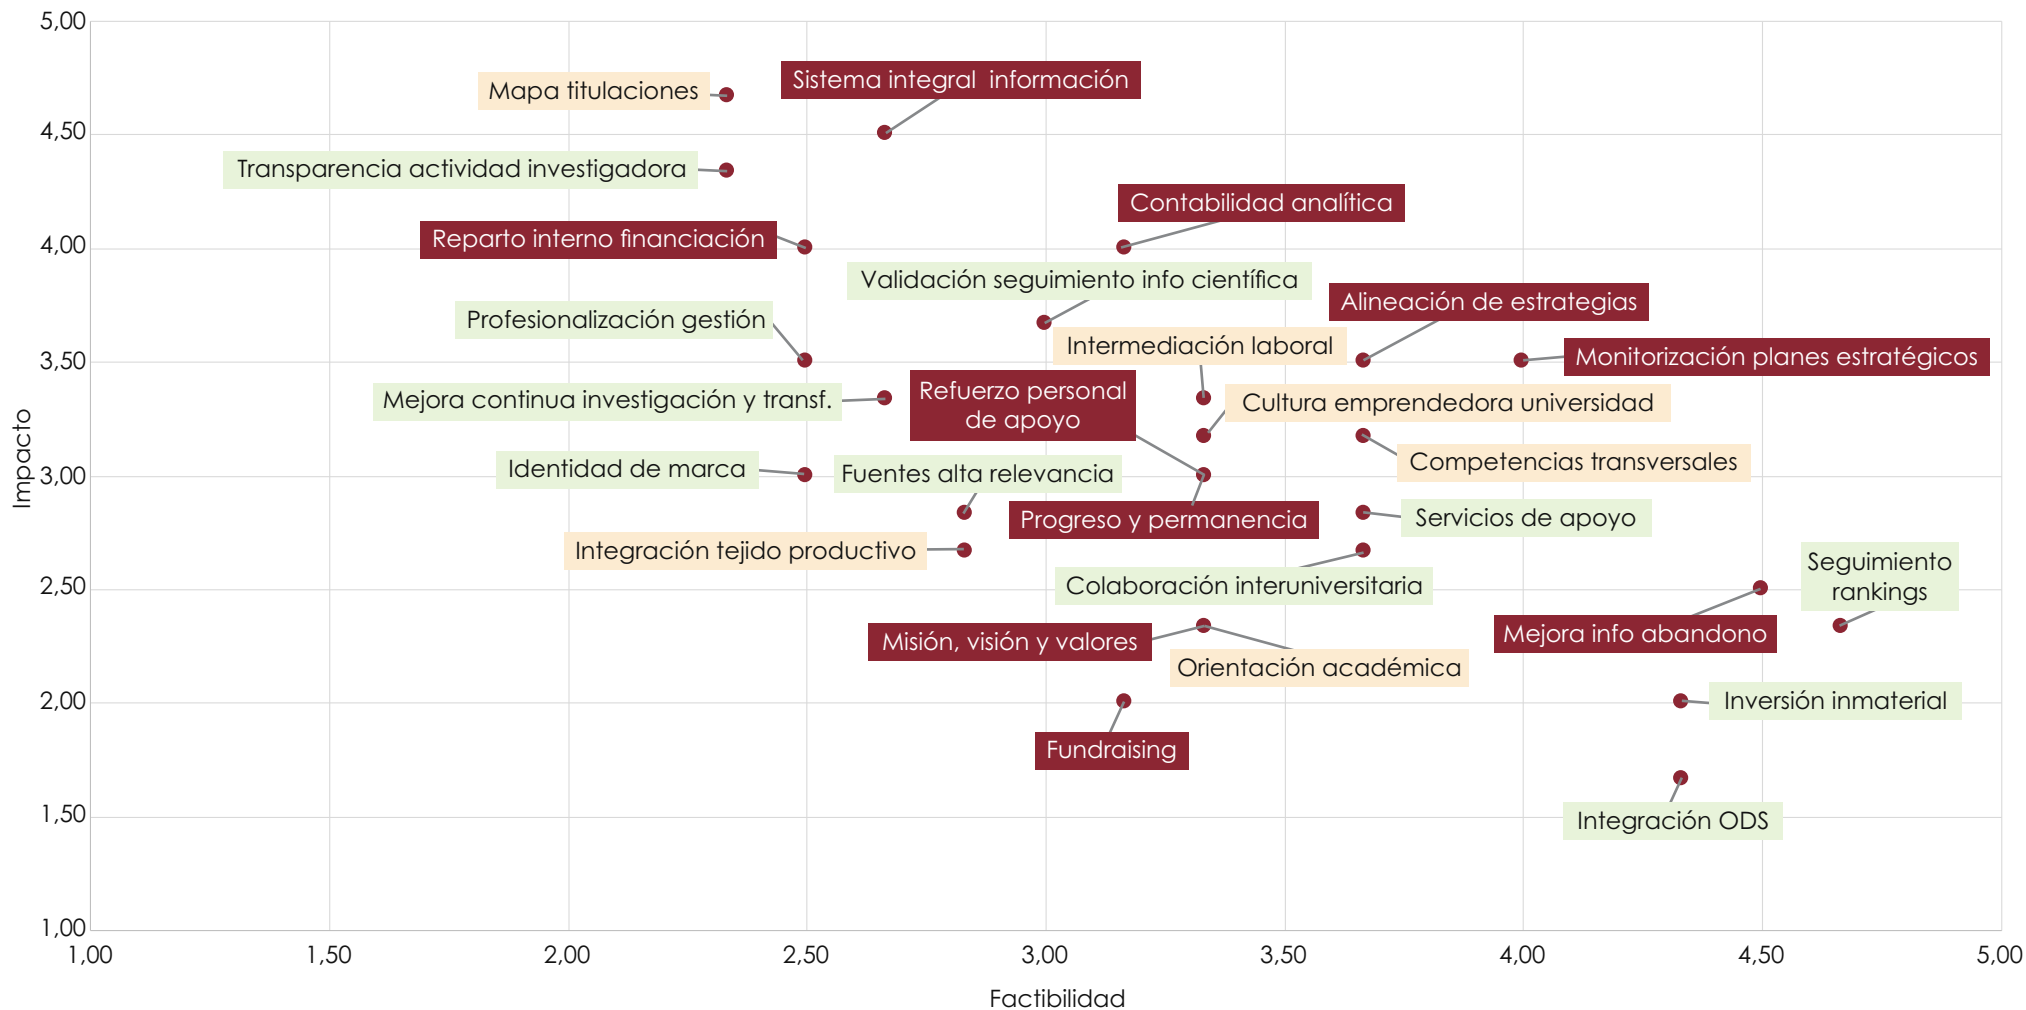 5,00
Sistema integral información
Mapa titulaciones
4,50
Transparencia actividad investigadora
Contabilidad analítica
Reparto interno financiación
4,00
Validación seguimiento info científica
Alineación de estrategias
Profesionalización gestión
Intermediación laboral
Monitorización planes estratégicos
3,50
Refuerzo personal
de apoyo
Mejora continua investigación y transf.
Cultura emprendedora universidad
Impacto
Competencias transversales
Identidad de marca
Fuentes alta relevancia
3,00
Progreso y permanencia
Servicios de apoyo
Integración tejido productivo
Seguimiento
rankings
Colaboración interuniversitaria
2,50
Misión, visión y valores
Mejora info abandono
Orientación académica
2,00
Inversión inmaterial
Fundraising
1,50
Integración ODS
1,00
1,00
1,50
2,00
2,50
3,00
3,50
4,00
4,50
5,00
Factibilidad